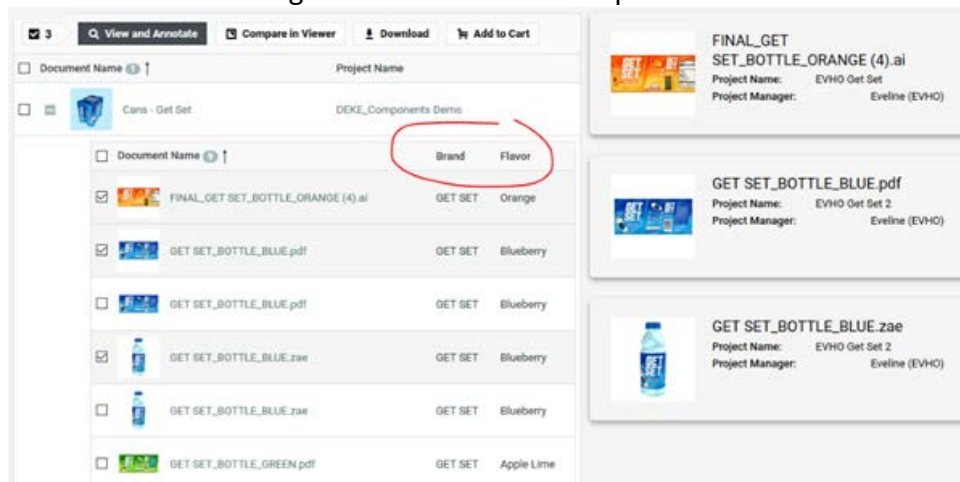 3 View and Annotate Compare in Viewer Download Add to Cart
Document Name Project Name
Cans - Get Set DEKE_Components Demo
Document Name Brand Flavor
FINAL_GET SET_BOTTLE_ORANGE (4).ai GET SET Orange
GET SET_BOTTLE_BLUE.pdf GET SET Blueberry
GET SET_BOTTLE_BLUE.pdf GET SET Blueberry
GET SET_BOTTLE_BLUE.zae GET SET Blueberry
GET SET_BOTTLE_BLUE.zae GET SET Blueberry
GET SET_BOTTLE_GREEN.pdf GET SET Apple Lime
FINAL_GET
SET_BOTTLE_ORANGE (4).ai
Project Name: EVHO Get Set
Project Manager: Eveline (EVHO)
GET SET_BOTTLE_BLUE.pdf
Project Name: EVHO Get Set 2
Project Manager: Eveline (EVHO)
GET SET_BOTTLE_BLUE.zae
Project Name: EVHO Get Set 2
Project Manager: Eveline (EVHO)